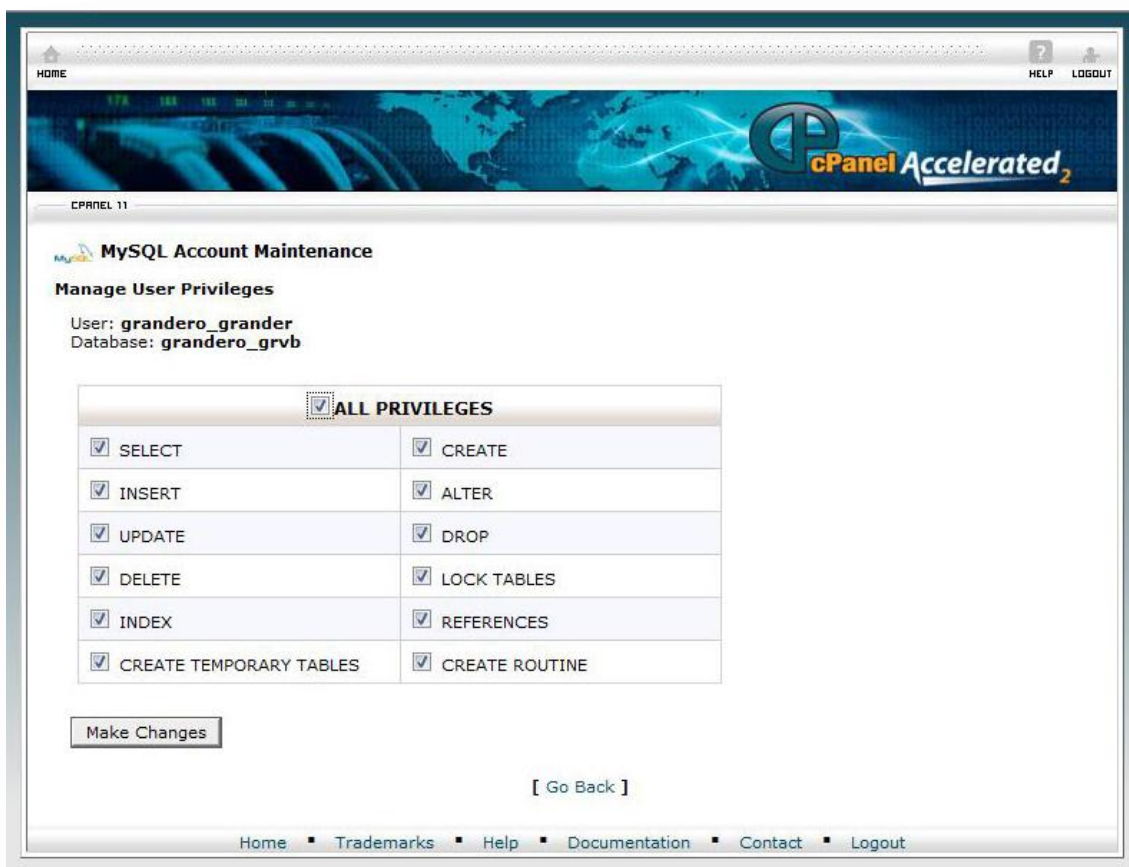 HOME
HELP LOGOUT
cPanel Accelerated2
CPANEL 11
MySQL MySQL Account Maintenance
Manage User Privileges
User: grandero_grander
Database: grandero_grvb
ALL PRIVILEGES
SELECT CREATE
INSERT ALTER
UPDATE DROP
DELETE LOCK TABLES
INDEX REFERENCES
CREATE TEMPORARY TABLES CREATE ROUTINE
Make Changes
[ Go Back ]
Home ▪ Trademarks ▪ Help ▪ Documentation ▪ Contact ▪ Logout